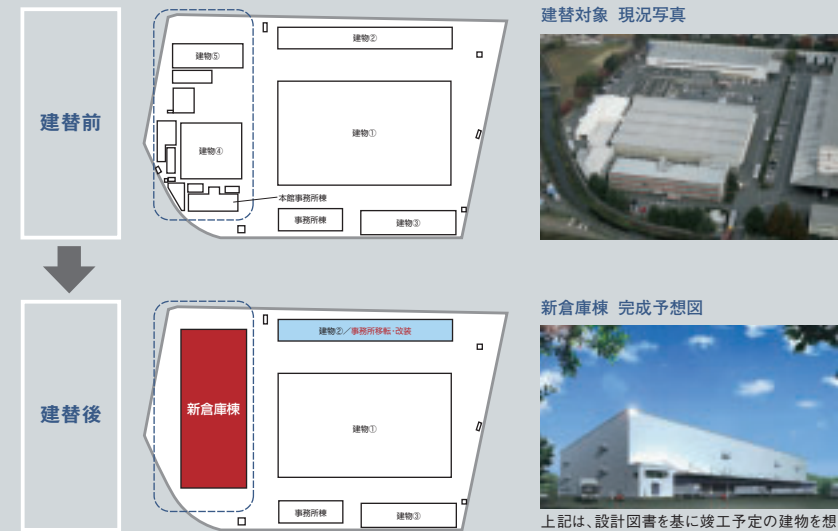 建替前
建物⑤
建物②
建物①
建物④
本館事務所棟
事務所棟
建物③
建替対象 現況写真
建替後
建物②／事務所移転・改装
新倉庫棟
建物①
事務所棟
建物③
新倉庫棟 完成予想図
上記は、設計図書を基に竣工予定の建物を想